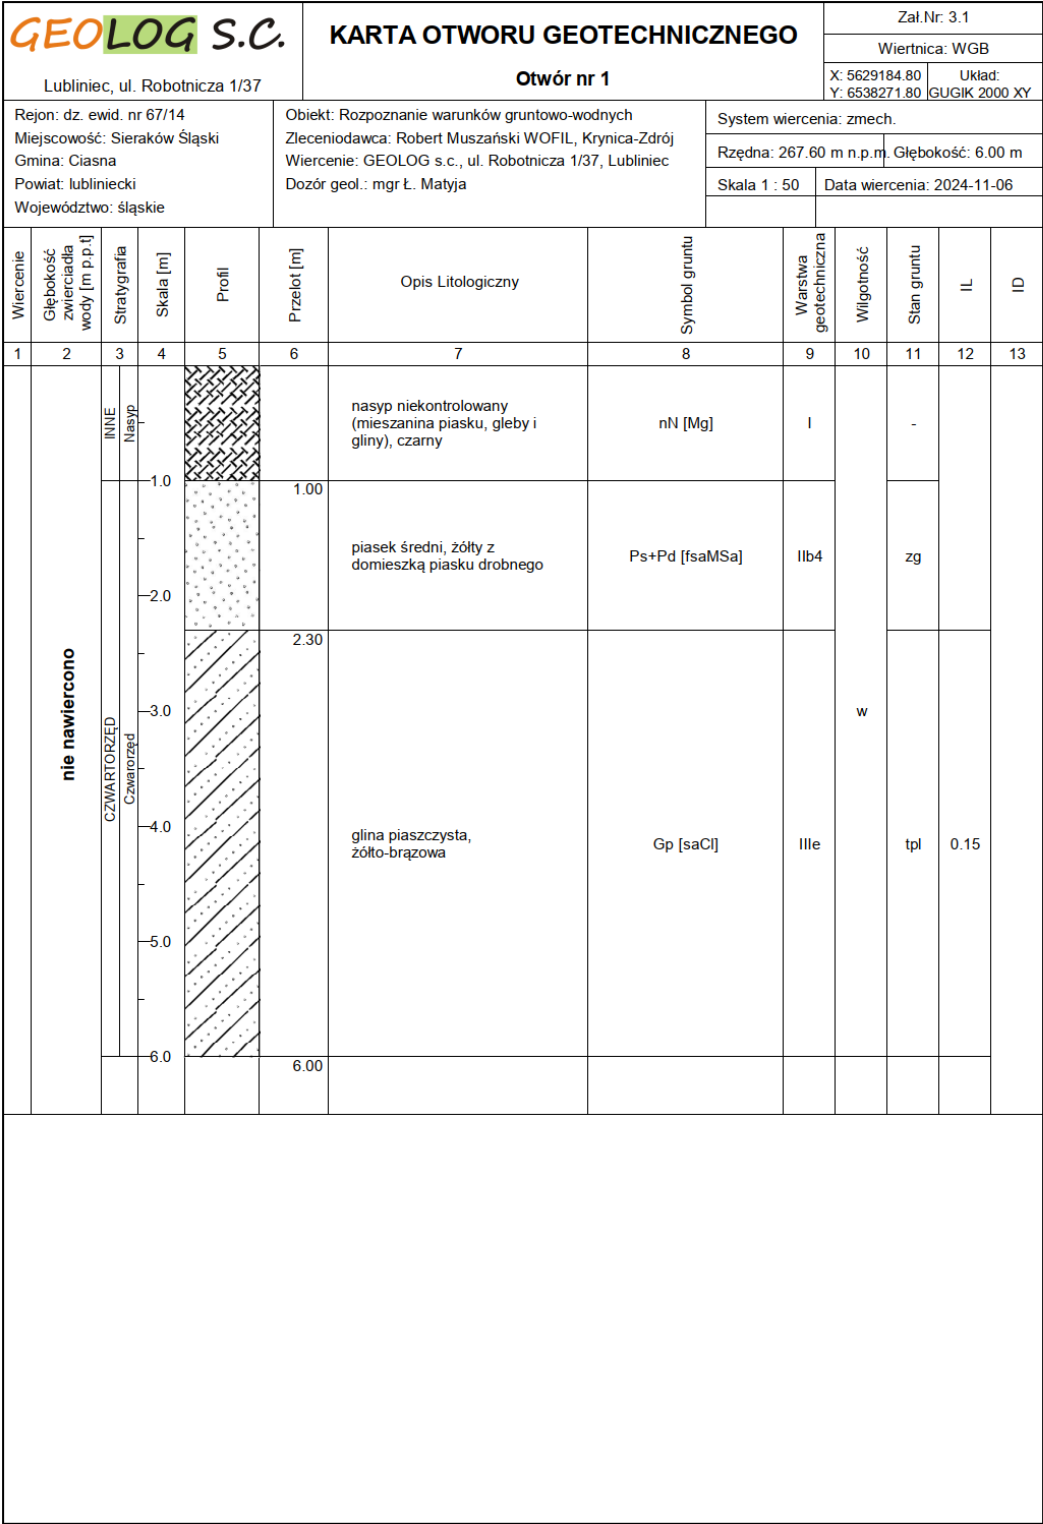 GEOLOG S.C.
Lubliniec, ul. Robotnicza 1/37
KARTA OTWORU GEOTECHNICZNEGO
Otwór nr 1
Zał.Nr: 3.1
Wiertnica: WGB
X: 5629184.80
Y: 6538271.80
Układ:
GUGIK 2000 XY
Rejon: dz. ewid. nr 67/14
Miejscowość: Sieraków Śląski
Gmina: Ciasna
Powiat: lubliniecki
Województwo: śląskie
Obiekt: Rozpoznanie warunków gruntowo-wodnych
Zleceniodawca: Robert Muszański WOFIL, Krynica-Zdrój
Wiercenie: GEOLOG s.c., ul. Robotnicza 1/37, Lubliniec
Dozór geol.: mgr Ł. Matyja
System wiercenia: zmech.
Rzędna: 267.60 m n.p.m. Głębokość: 6.00 m
Skala 1 : 50 Data wiercenia: 2024-11-06
Wiercenie
Głębokość
zwierciadła
wody [m p.p.t]
Stratygrafia
Skala [m]
Profil
Przelot [m]
Opis Litologiczny
Symbol gruntu
Warstwa
geotechniczna
Wilgotność
Stan gruntu
IL
ID
1 2 3 4 5 6 7 8 9 10 11 12 13
nie nawiercono
INNE
Nasyp
CZWARTORZĘD
Czwarorzęd
1.0
2.0
3.0
4.0
5.0
6.0
1.00
2.30
6.00
nasyp niekontrolowany
(mieszanina piasku, gleby i
gliny), czarny
nN [Mg] I -
piasek średni, żółty z
domieszką piasku drobnego
Ps+Pd [fsaMSa] IIb4 zg
w
glina piaszczysta,
żółto-brązowa
Gp [saCl] IIIe tpl 0.15